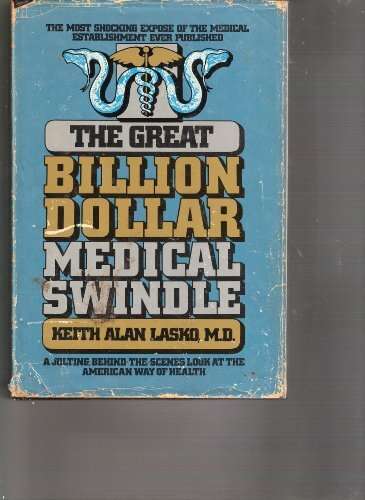 THE MOST SHOCKING EXPOSE OF THE MEDICAL
ESTABLISHMENT EVER PUBLISHED
THE GREAT
BILLION
DOLLAR
MEDICAL
SWINDLE
KEITH ALAN LASKO, M.D.
A JOLTING BEHIND-THE-SCENES LOOK AT THE
AMERICAN WAY OF HEALTH